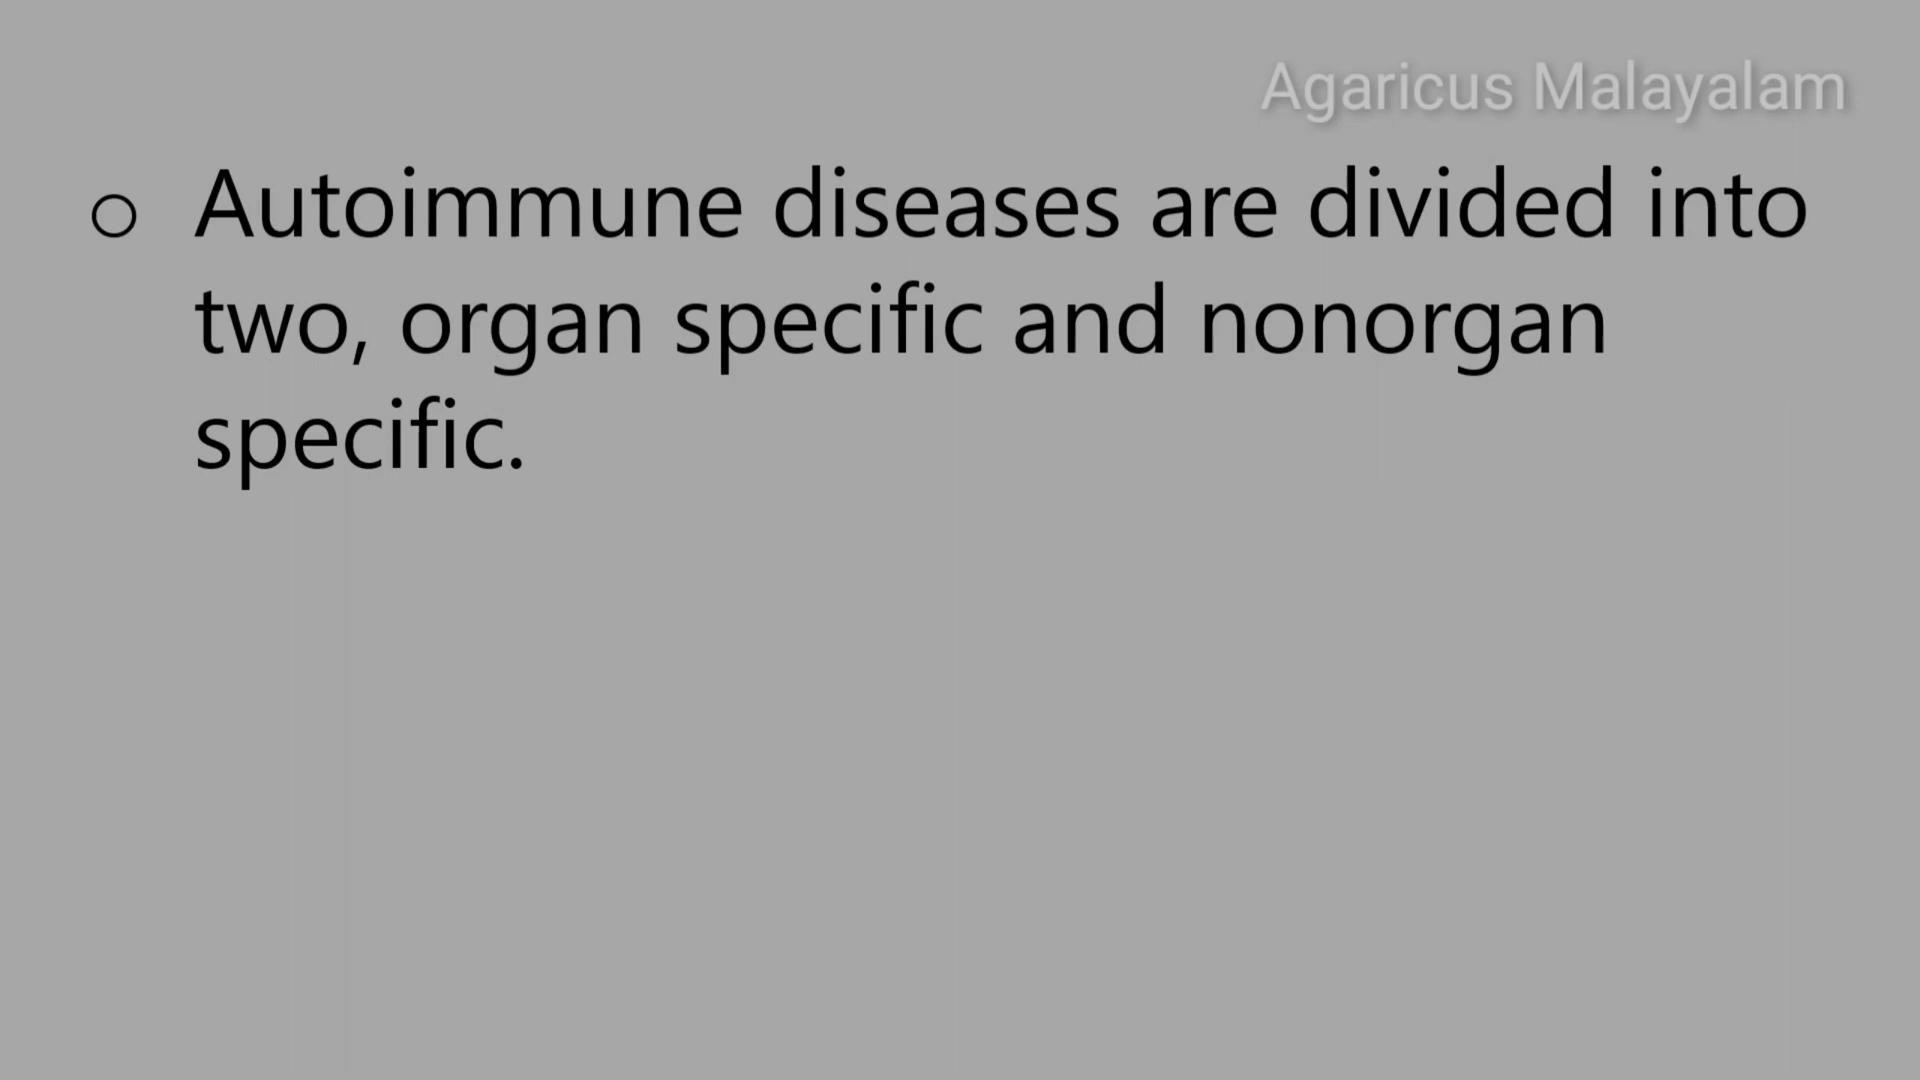 Agaricus Malayalam
o Autoimmune diseases are divided into
two, organ specific and nonorgan
specific.